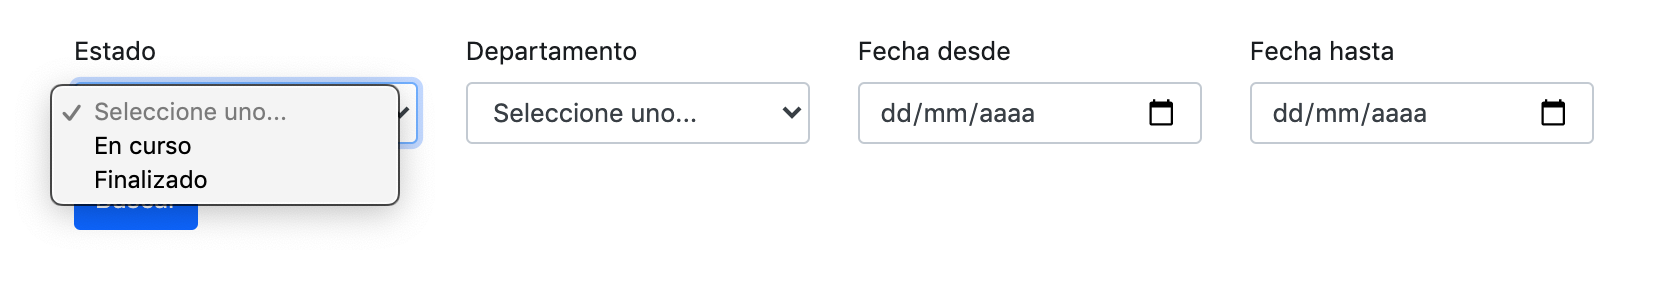 Estado
Departamento
Fecha desde
Fecha hasta
Seleccione uno...
En curso
Finalizado
Seleccione uno...
dd/mm/aaaa
dd/mm/aaaa